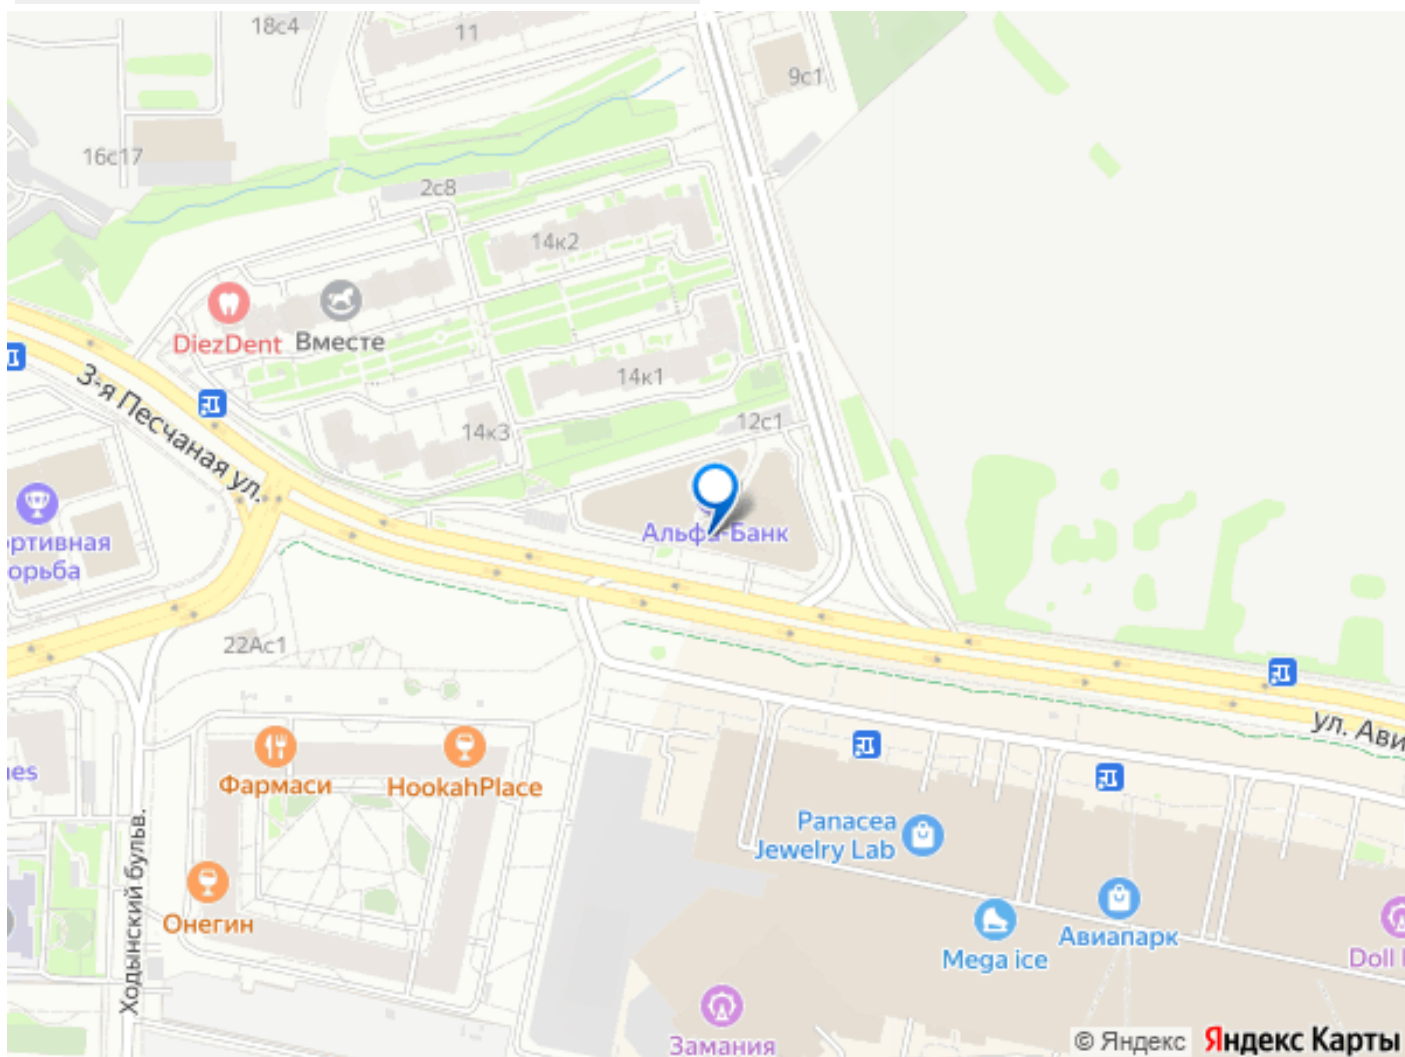 18с4
11
9с1
16с17
2с8
14к2
DiezDent
Вместе
14к1
3-я Песчаная ул.
14к3
12с1
Альфа-Банк
ортивная
орьба
22Ас1
ул. Ави
es
Фармаси
HookahPlace
Panacea
Jewelry Lab
Ходынский бульв.
Онегин
Авиапарк
Mega ice
Doll
Замания
© Яндекс
Яндекс Карты